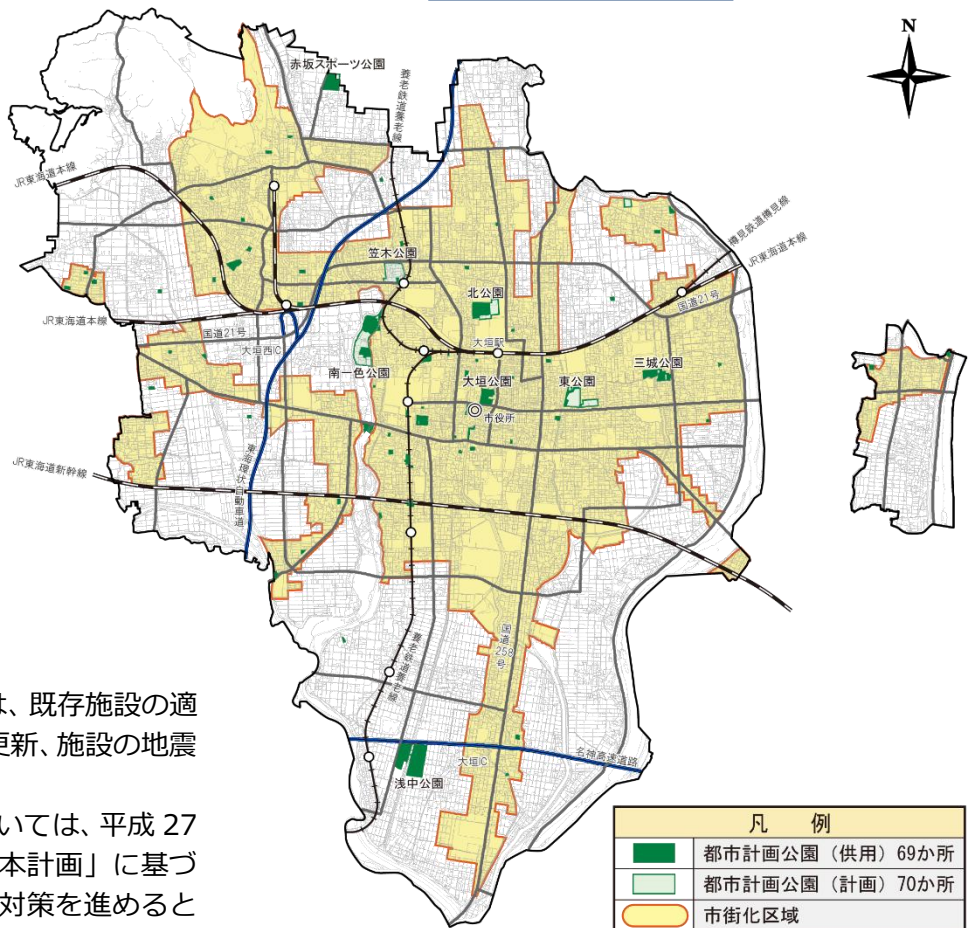 N
赤坂スポーツ公園
養老鉄道養老線
JR東海道本線
樽見鉄道樽見線
JR東海道本線
笠木公園
北公園
国道21号
JR東海道本線
国道21号
大垣西IC
大垣駅
南一色公園
大垣公園
東公園
三城公園
市役所
JR東海道新幹線
東海環状自動車道
国道258号
養老鉄道養老線
は、既存施設の適
更新、施設の地震
名神高速道路
大垣IC
浅中公園
いては、平成 27
本計画」に基づ
対策を進めると
凡 例
都市計画公園（供用）69か所
都市計画公園（計画）70か所
市街化区域